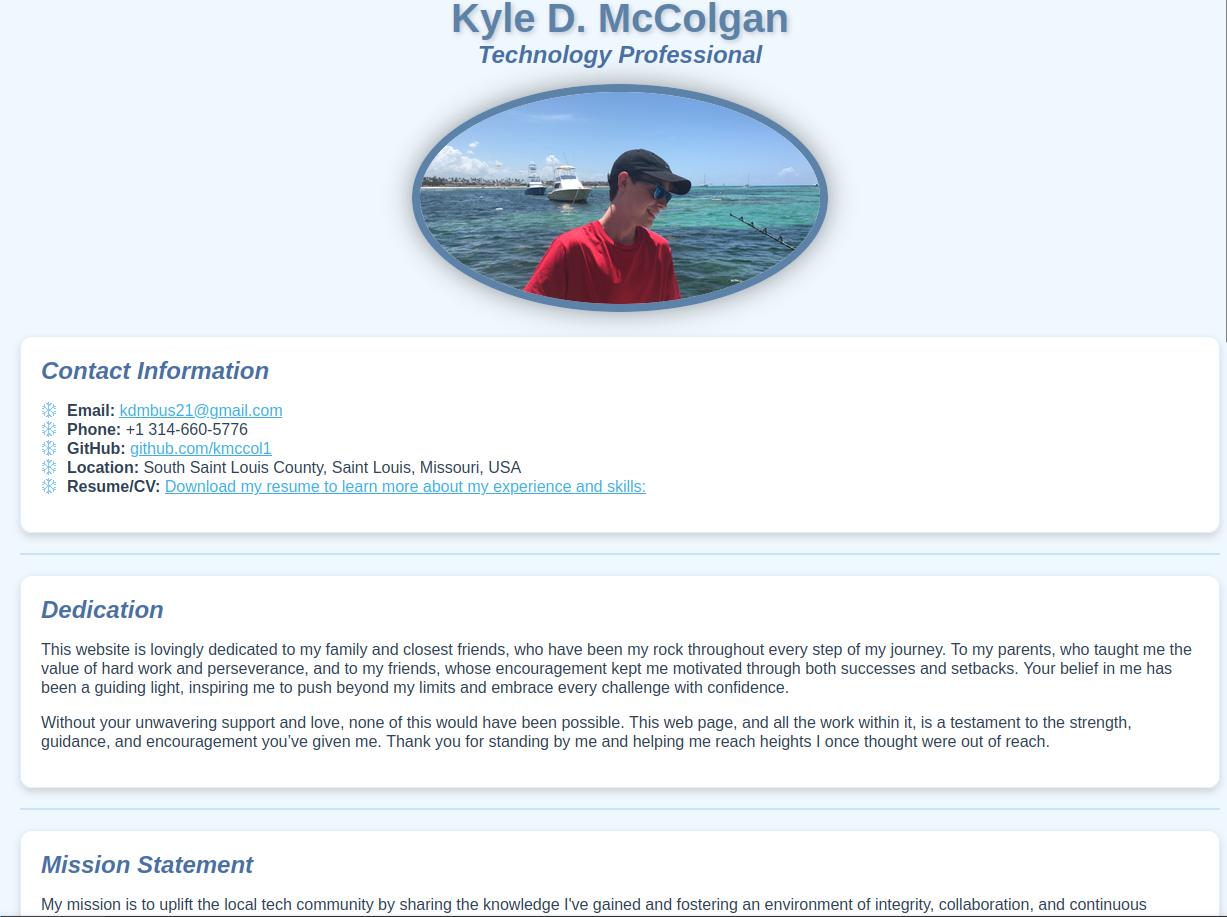 Kyle D. McColgan
Technology Professional
Contact Information
Email: kdmbus21@gmail.com
Phone: +1 314-660-5776
GitHub: github.com/kmccol1
Location: South Saint Louis County, Saint Louis, Missouri, USA
Resume/CV: Download my resume to learn more about my experience and skills:
Dedication
This website is lovingly dedicated to my family and closest friends, who have been my rock throughout every step of my journey. To my parents, who taught me the
value of hard work and perseverance, and to my friends, whose encouragement kept me motivated through both successes and setbacks. Your belief in me has
been a guiding light, inspiring me to push beyond my limits and embrace every challenge with confidence.
Without your unwavering support and love, none of this would have been possible. This web page, and all the work within it, is a testament to the strength,
guidance, and encouragement you’ve given me. Thank you for standing by me and helping me reach heights I once thought were out of reach.
Mission Statement
My mission is to uplift the local tech community by sharing the knowledge I've gained and fostering an environment of integrity, collaboration, and continuous